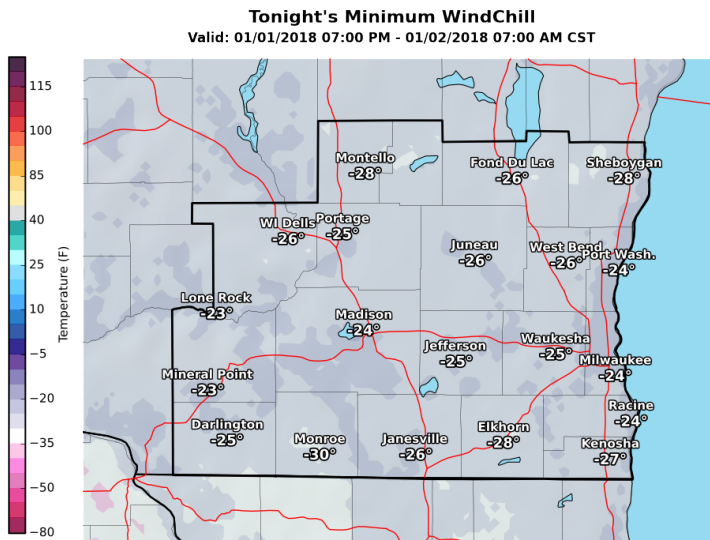 Tonight's Minimum WindChill
Valid: 01/01/2018 07:00 PM - 01/02/2018 07:00 AM CST
115
100
85
40
25
10
−5
−20
−35
−50
−80
Temperature (F)
Montello
-28°
Fond Du Lac
-26°
Sheboygan
-28°
WI Dells
-26°
Portage
-25°
Juneau
-26°
West Bend
-26°
Port Wash.
-24°
Lone Rock
-23°
Madison
-24°
Jefferson
-25°
Waukesha
-25°
Milwaukee
-24°
Mineral Point
-23°
Racine
-24°
Darlington
-25°
Monroe
-30°
Janesville
-26°
Elkhorn
-28°
Kenosha
-27°